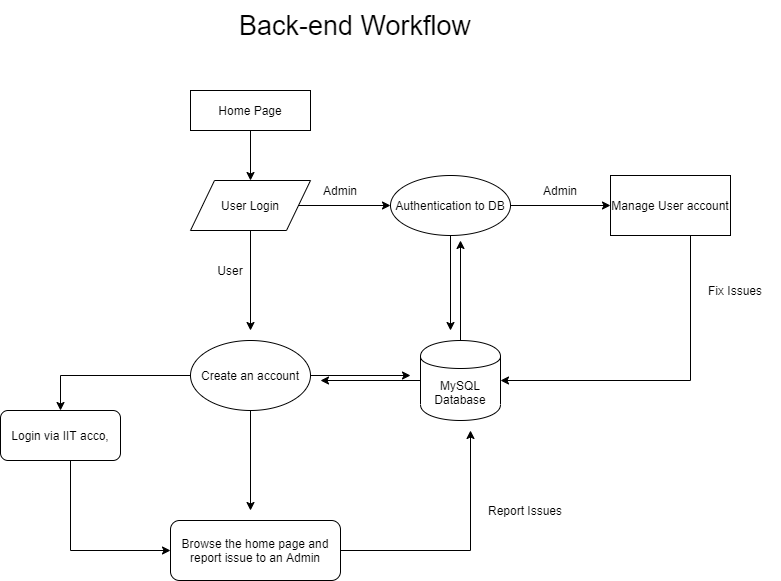 Back-end Workflow
Home Page
User Login
Admin
Authentication to DB
Admin
Manage User account
User
Fix Issues
Create an account
MySQL
Database
Login via IIT acco,
Report Issues
Browse the home page and
report issue to an Admin